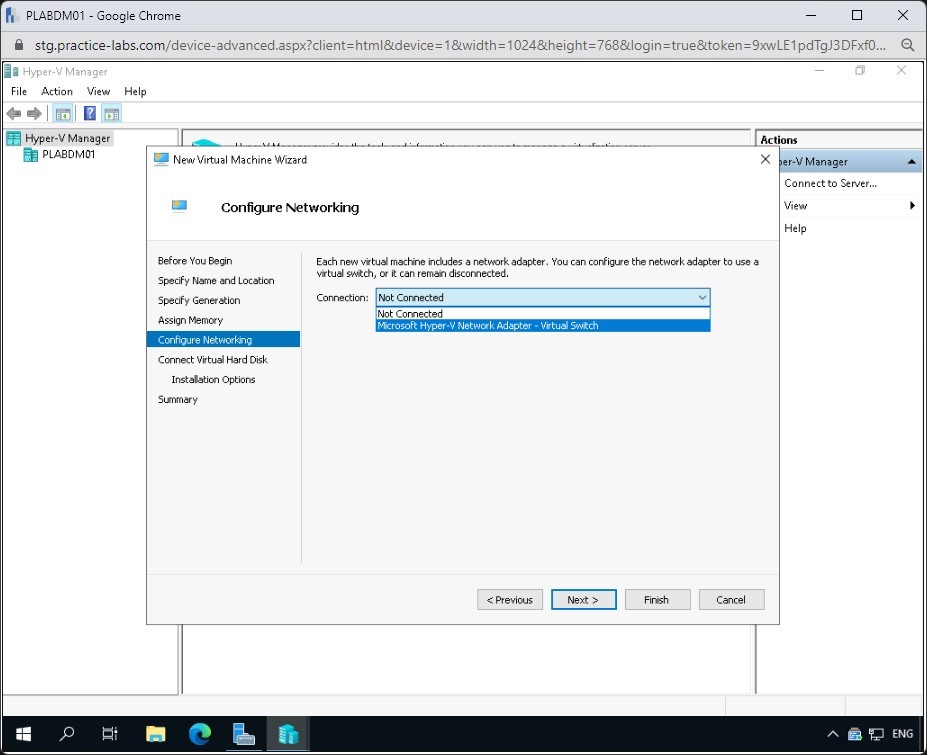 PLABDM01 - Google Chrome
stg.practice-labs.com/device-advanced.aspx?client=html&device=1&width=1024&height=768&login=true&token=9xwLE1pdTgJ3DFxf0...
Hyper-V Manager
File Action View Help
Hyper-V Manager
PLABDM01
Actions
New Virtual Machine Wizard
per-V Manager
Connect to Server...
View
Help
Configure Networking
Before You Begin
Specify Name and Location
Specify Generation
Assign Memory
Configure Networking
Connect Virtual Hard Disk
Installation Options
Summary
Each new virtual machine includes a network adapter. You can configure the network adapter to use a
virtual switch, or it can remain disconnected.
Connection: Not Connected
Not Connected
Microsoft Hyper-V Network Adapter - Virtual Switch
< Previous Next > Finish Cancel
ENG